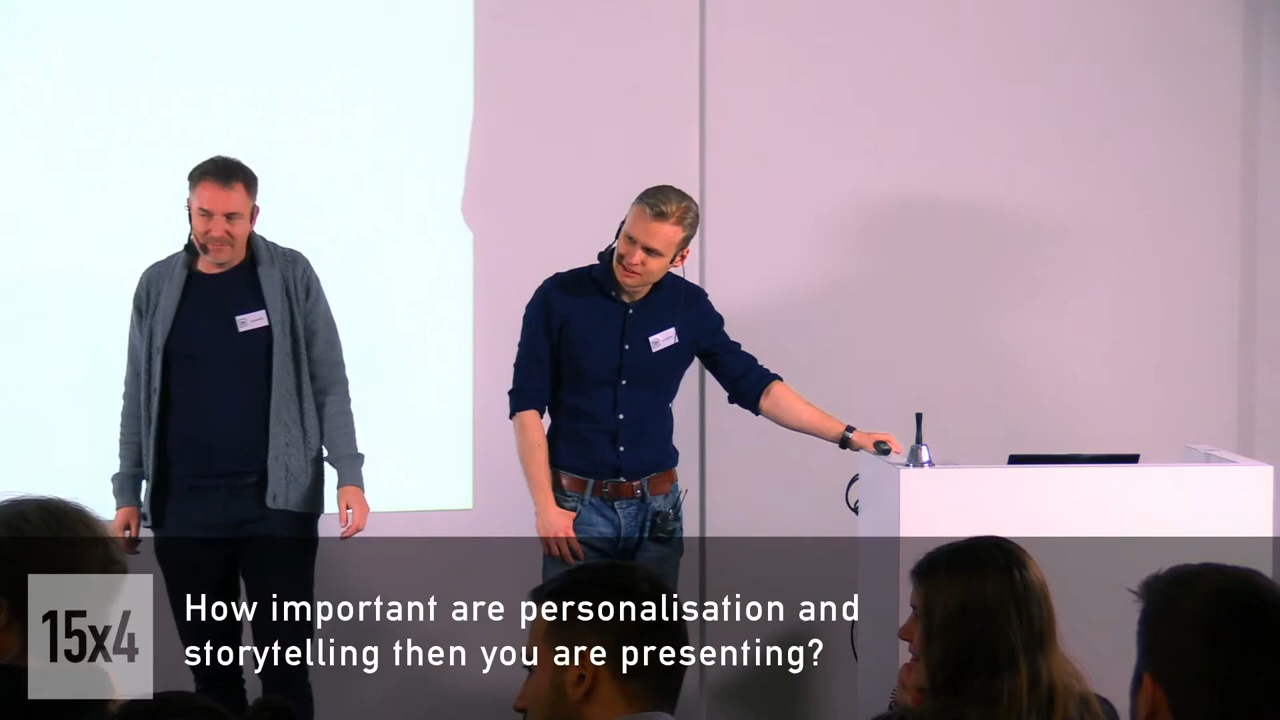 15x4
How important are personalisation and
storytelling then you are presenting?